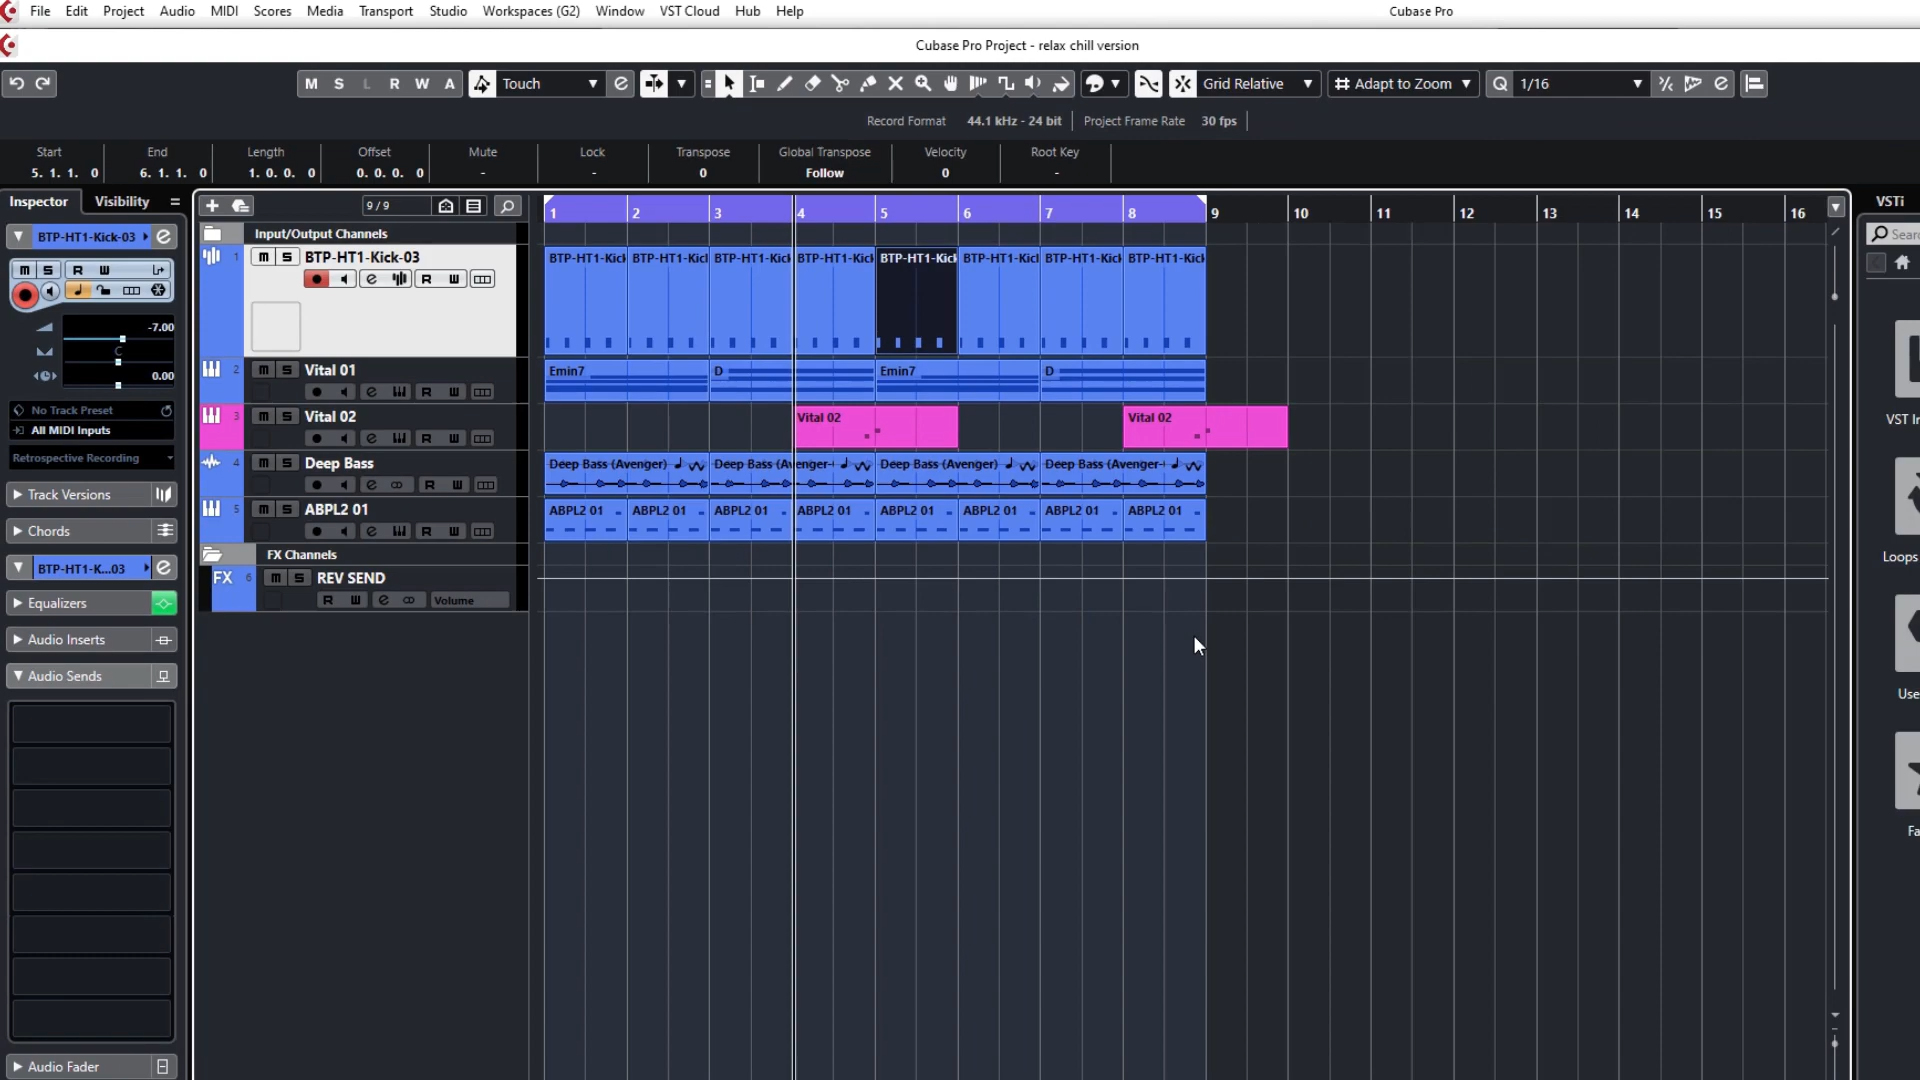 File Edit Project Audio MIDI Scores Media Transport Studio Workspaces (G2) Window VST Cloud Hub Help Cubase Pro
Cubase Pro Project - relax chill version
M S L R W A Touch Grid Relative Adapt to Zoom Q 1/16
Record Format 44.1 kHz - 24 bit Project Frame Rate 30 fps
Start End Length Offset Mute Lock Transpose Global Transpose Velocity Root Key
5. 1. 1. 0 6. 1. 1. 0 1. 0. 0. 0 0. 0. 0. 0 - - 0 Follow 0 -
Inspector Visibility 9 / 9 1 2 3 4 5 6 7 8 9 10 11 12 13 14 15 16 VSTi
Input/Output Channels Sear
BTP-HT1-Kick-03
1 m S BTP-HT1-Kick-03 BTP-HT1-Kick BTP-HT1-Kicl BTP-HT1-Kick BTP-HT1-Kick BTP-HT1-Kick BTP-HT1-Kicl BTP-HT1-Kick BTP-HT1-Kick
m S R W
e R W
-7.00
C
0.00
2 m S Vital 01 Emin7 D Emin7 D
e R W
No Track Preset
All MIDI Inputs
3 m S Vital 02 Vital 02 Vital 02 VST In
e R W
Retrospective Recording
4 m S Deep Bass Deep Bass (Avenger) Deep Bass (Avenger- Deep Bass (Avenger) Deep Bass (Avenger-
e R W
Track Versions
5 m S ABPL2 01 ABPL2 01 ABPL2 01 ABPL2 01 ABPL2 01 ABPL2 01 ABPL2 01 ABPL2 01 ABPL2 01
e R W
Chords
FX Channels Loops
BTP-HT1-K...03
FX 6 m S REV SEND
R W e Volume
Equalizers
Audio Inserts
Audio Sends
Use
Fa
Audio Fader